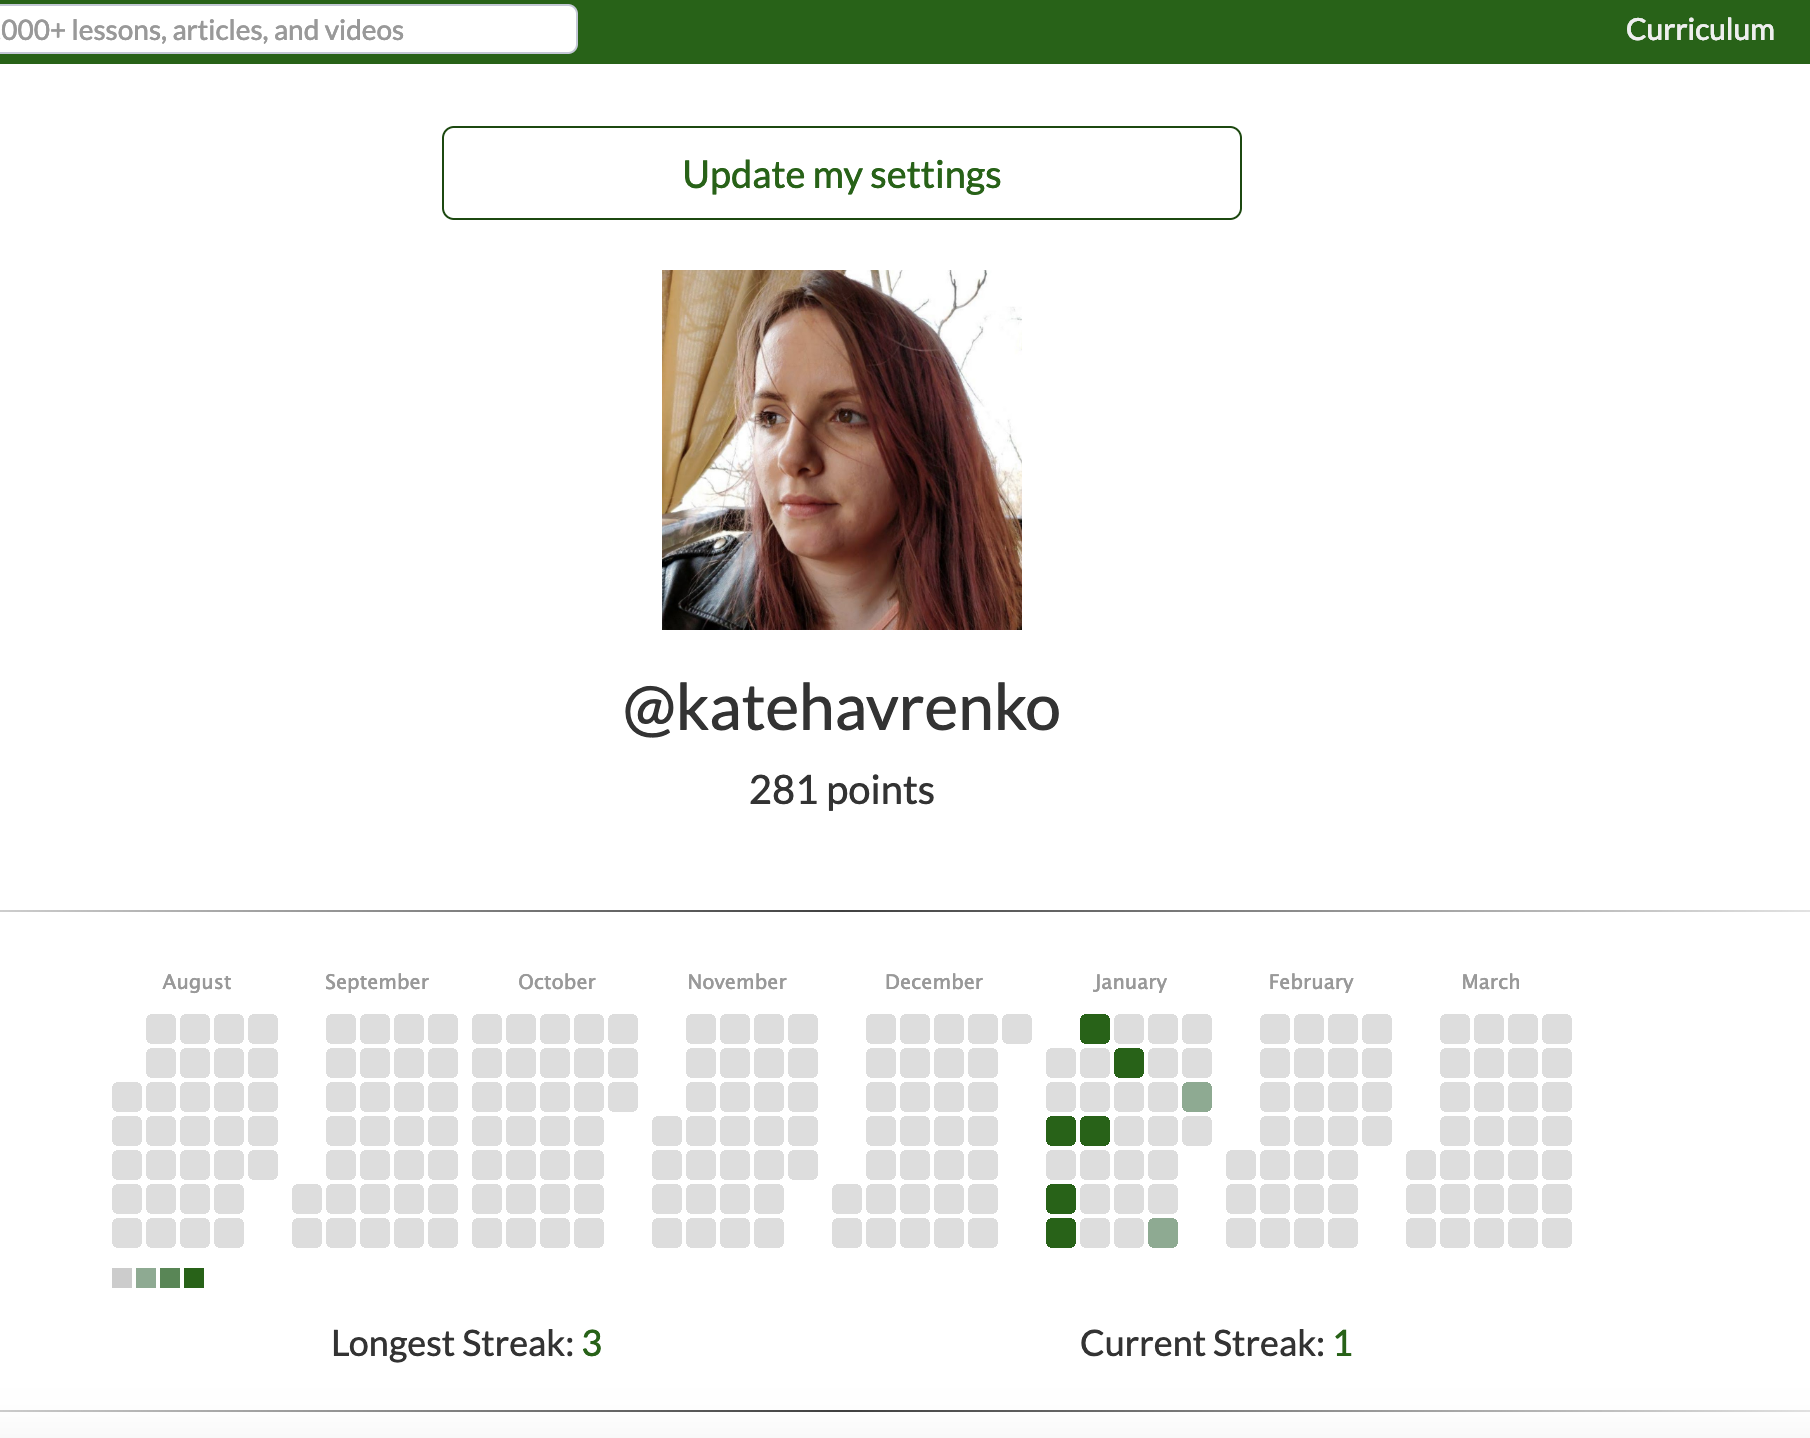 000+ lessons, articles, and videos
Curriculum
Update my settings
@katehavrenko
281 points
August September October November December January February March
Longest Streak: 3
Current Streak: 1